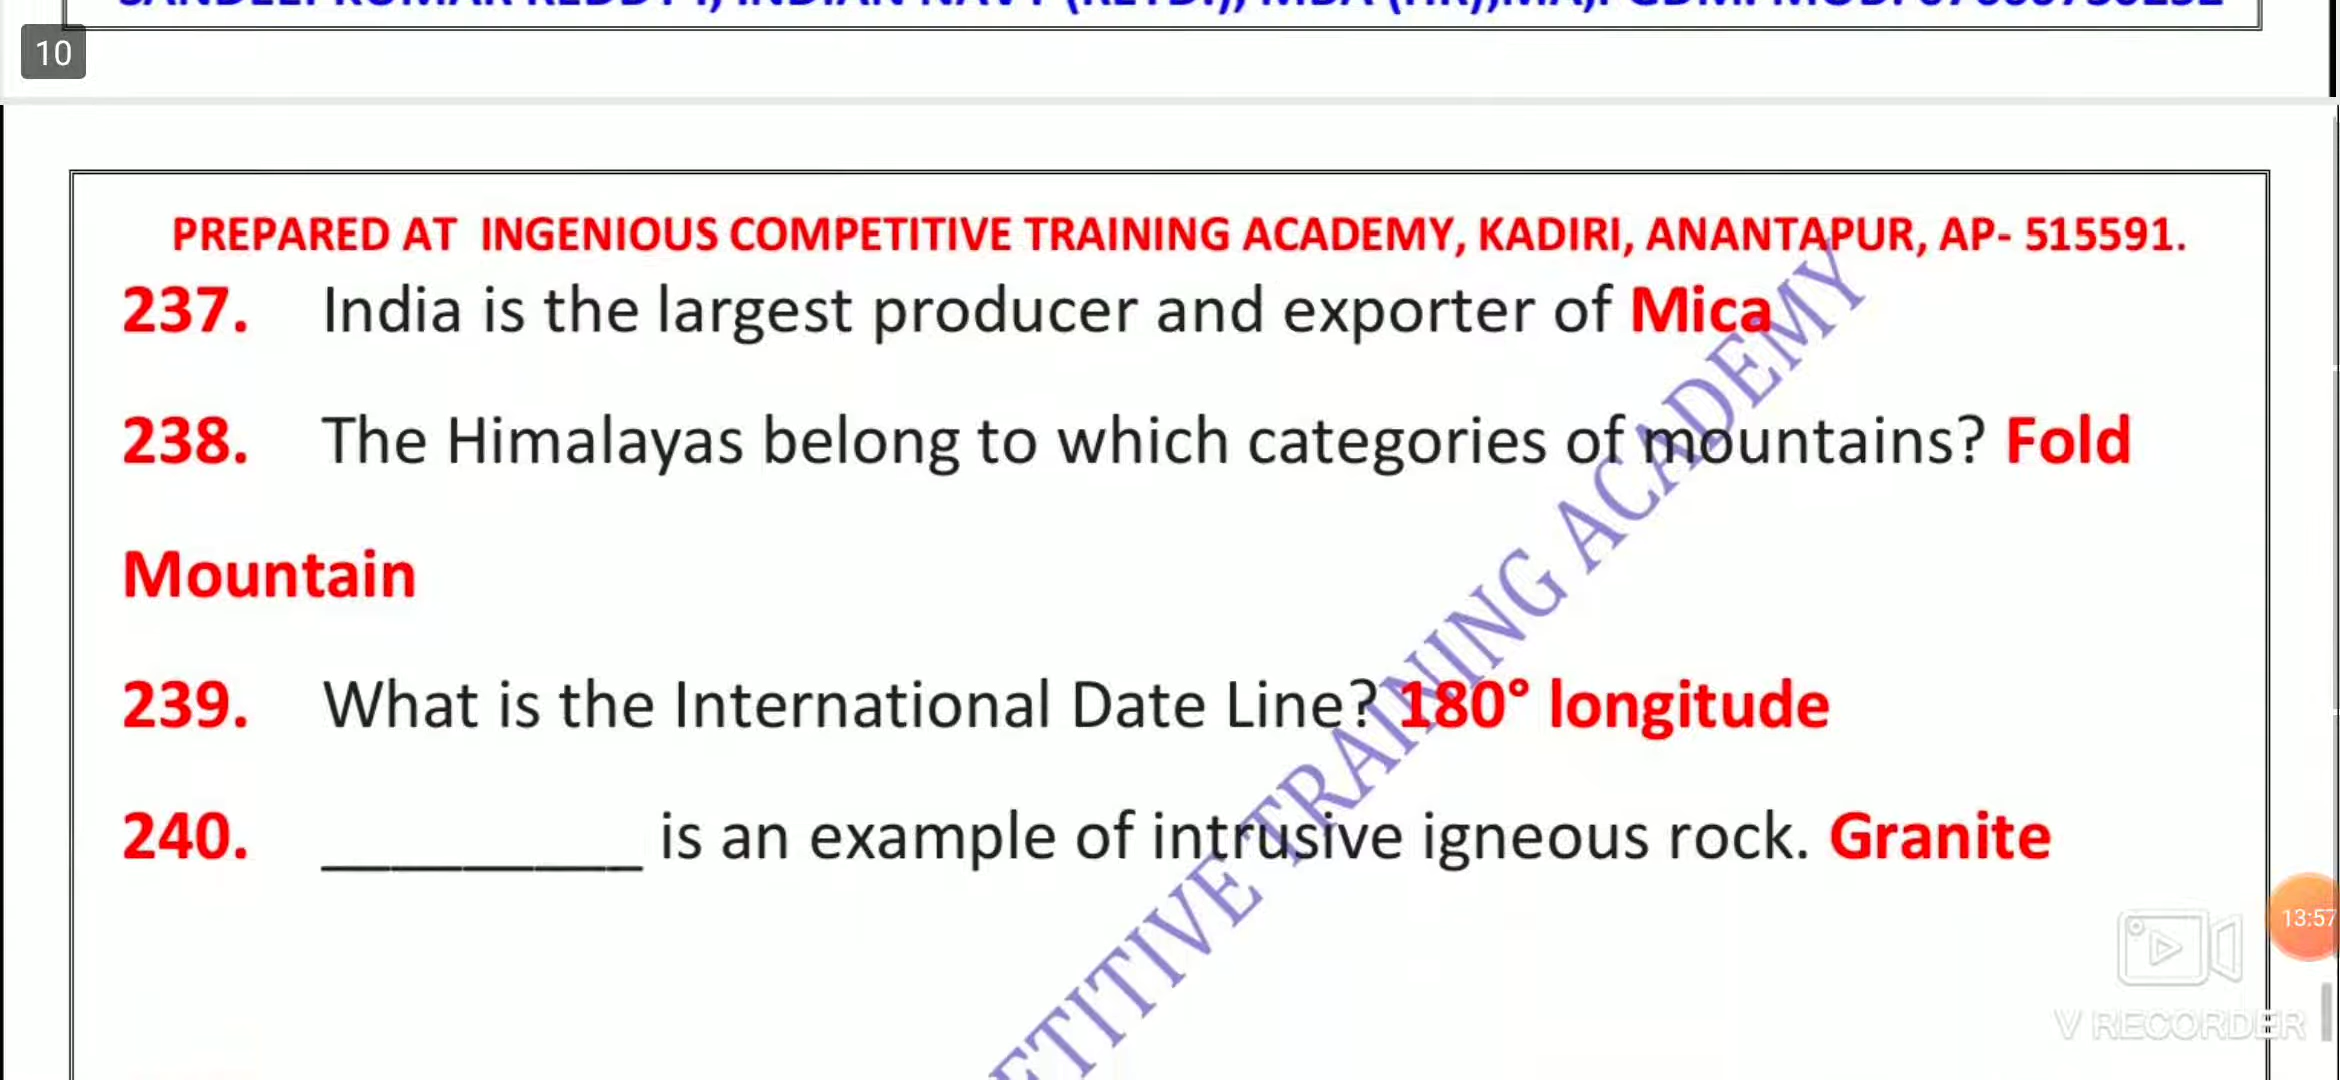 10
PREPARED AT INGENIOUS COMPETITIVE TRAINING ACADEMY, KADIRI, ANANTAPUR, AP- 515591.
237. India is the largest producer and exporter of Mica
238. The Himalayas belong to which categories of mountains? Fold
Mountain
239. What is the International Date Line? 180° longitude
240. _________ is an example of intrusive igneous rock. Granite
ETITIVE TRAINING ACADEMY
13:57
V RECORDER